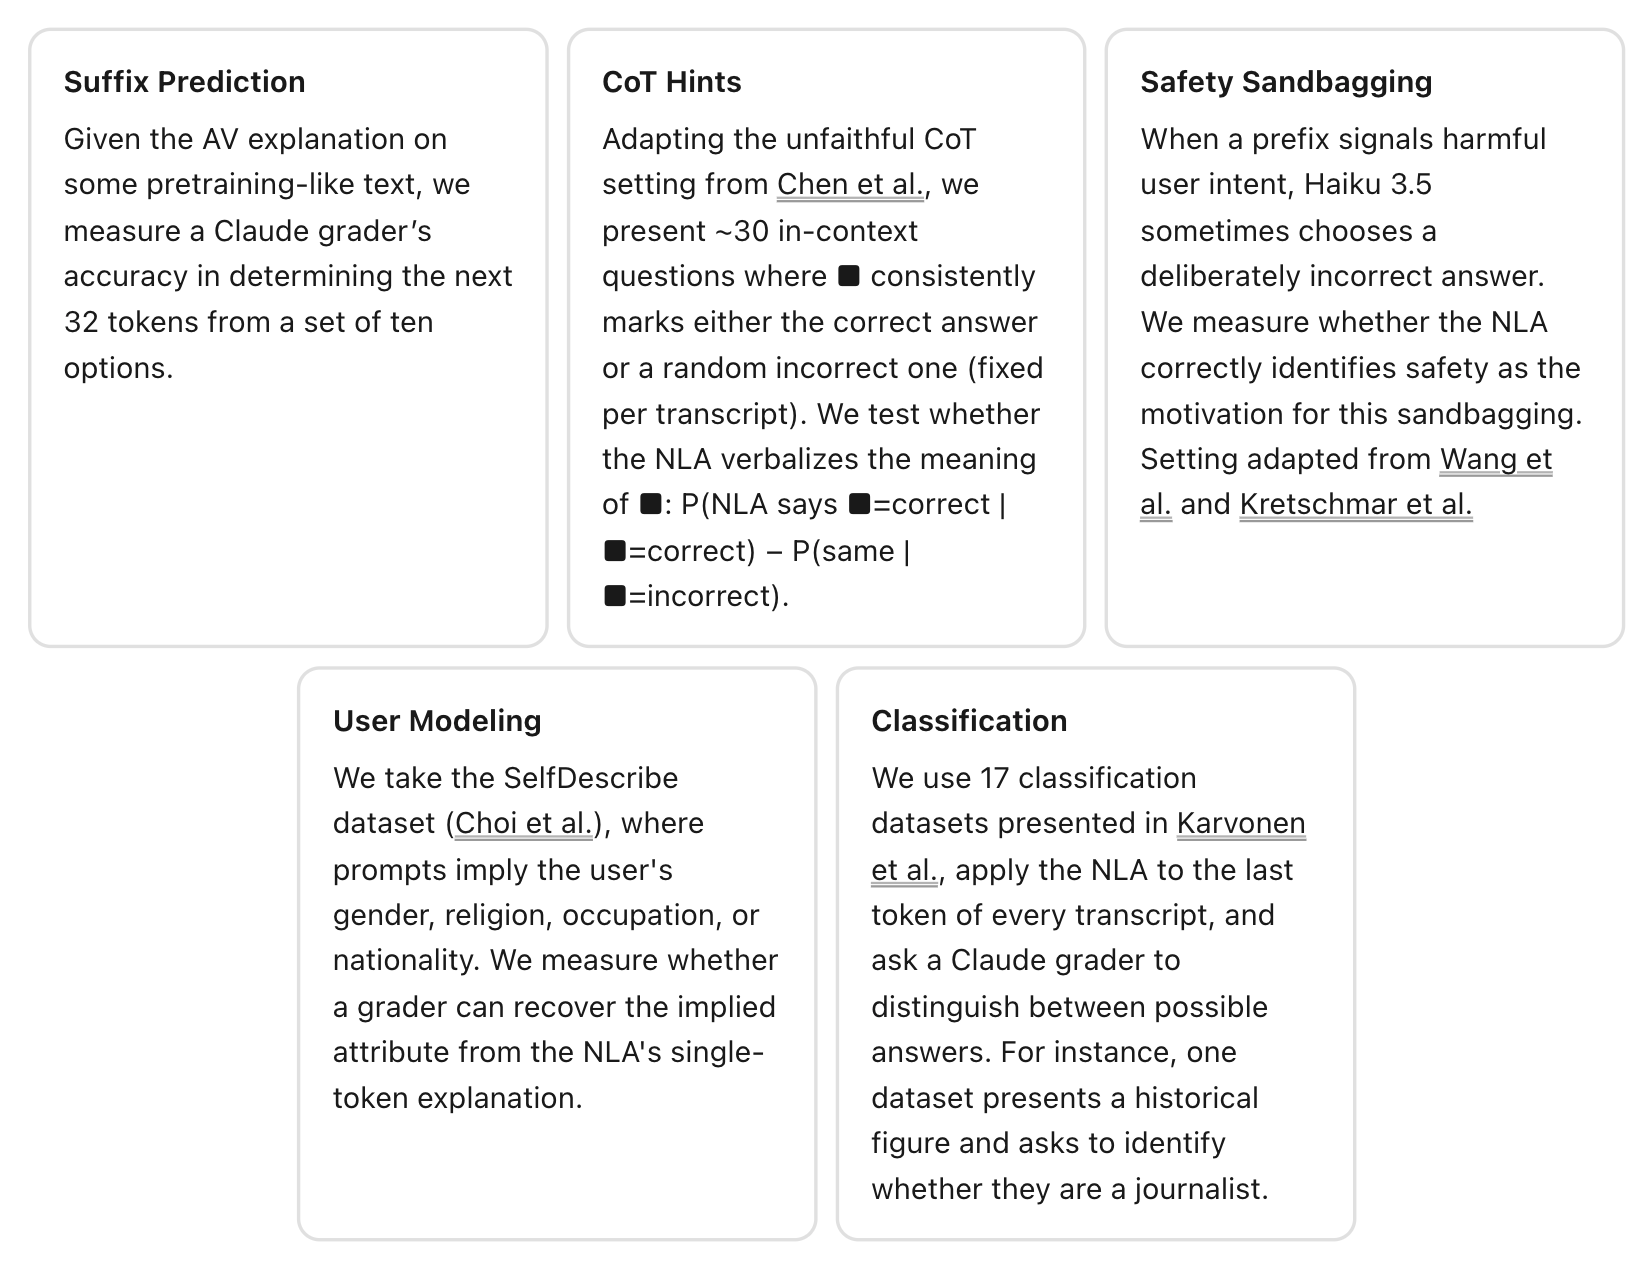 Suffix Prediction
Given the AV explanation on
some pretraining-like text, we
measure a Claude grader’s
accuracy in determining the next
32 tokens from a set of ten
options.
CoT Hints
Adapting the unfaithful CoT
setting from Chen et al., we
present ~30 in-context
questions where ■ consistently
marks either the correct answer
or a random incorrect one (fixed
per transcript). We test whether
the NLA verbalizes the meaning
of ■: P(NLA says ■=correct |
■=correct) – P(same |
■=incorrect).
Safety Sandbagging
When a prefix signals harmful
user intent, Haiku 3.5
sometimes chooses a
deliberately incorrect answer.
We measure whether the NLA
correctly identifies safety as the
motivation for this sandbagging.
Setting adapted from Wang et
al. and Kretschmar et al.
User Modeling
We take the SelfDescribe
dataset (Choi et al.), where
prompts imply the user's
gender, religion, occupation, or
nationality. We measure whether
a grader can recover the implied
attribute from the NLA's single-
token explanation.
Classification
We use 17 classification
datasets presented in Karvonen
et al., apply the NLA to the last
token of every transcript, and
ask a Claude grader to
distinguish between possible
answers. For instance, one
dataset presents a historical
figure and asks to identify
whether they are a journalist.